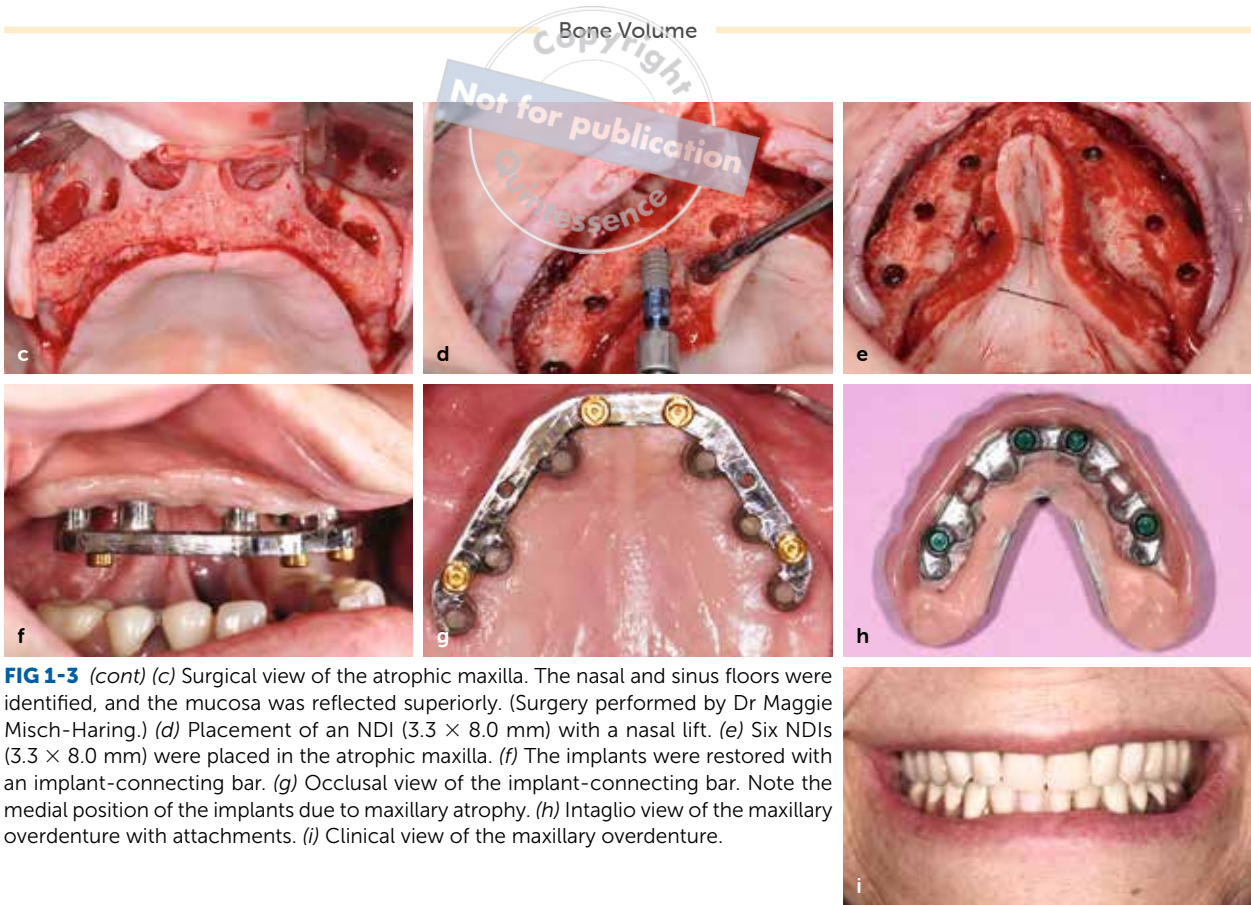 Bone Volume
Copyright
Not for publication
Quintessence
c
d
e
f
g
h
FIG 1-3 (cont) (c) Surgical view of the atrophic maxilla. The nasal and sinus floors were
identified, and the mucosa was reflected superiorly. (Surgery performed by Dr Maggie
Misch-Haring.) (d) Placement of an NDI (3.3 × 8.0 mm) with a nasal lift. (e) Six NDIs
(3.3 × 8.0 mm) were placed in the atrophic maxilla. (f) The implants were restored with
an implant-connecting bar. (g) Occlusal view of the implant-connecting bar. Note the
medial position of the implants due to maxillary atrophy. (h) Intaglio view of the maxillary
overdenture with attachments. (i) Clinical view of the maxillary overdenture.
i